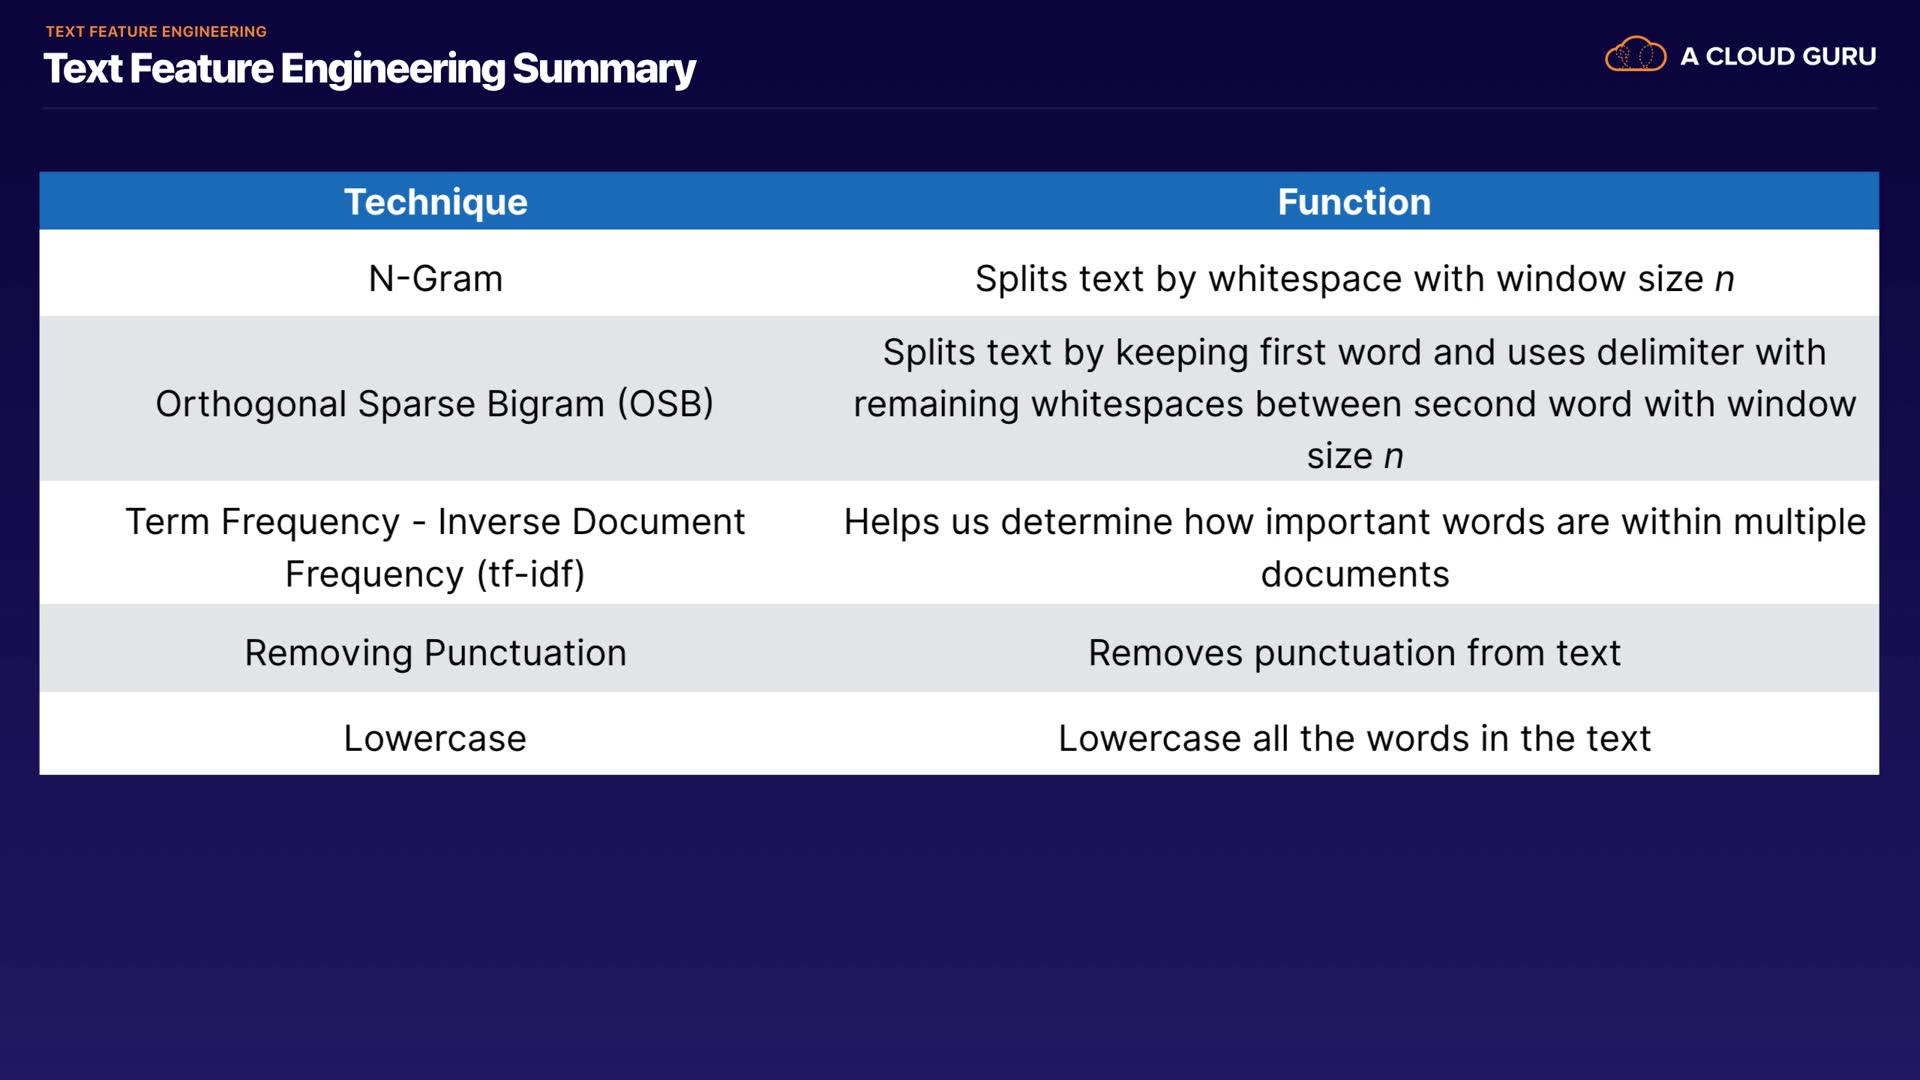 TEXT FEATURE ENGINEERING
Text Feature Engineering Summary
A CLOUD GURU
Technique
Function
N-Gram
Splits text by whitespace with window size n
Orthogonal Sparse Bigram (OSB)
Splits text by keeping first word and uses delimiter with
remaining whitespaces between second word with window
size n
Term Frequency - Inverse Document
Frequency (tf-idf)
Helps us determine how important words are within multiple
documents
Removing Punctuation
Removes punctuation from text
Lowercase
Lowercase all the words in the text